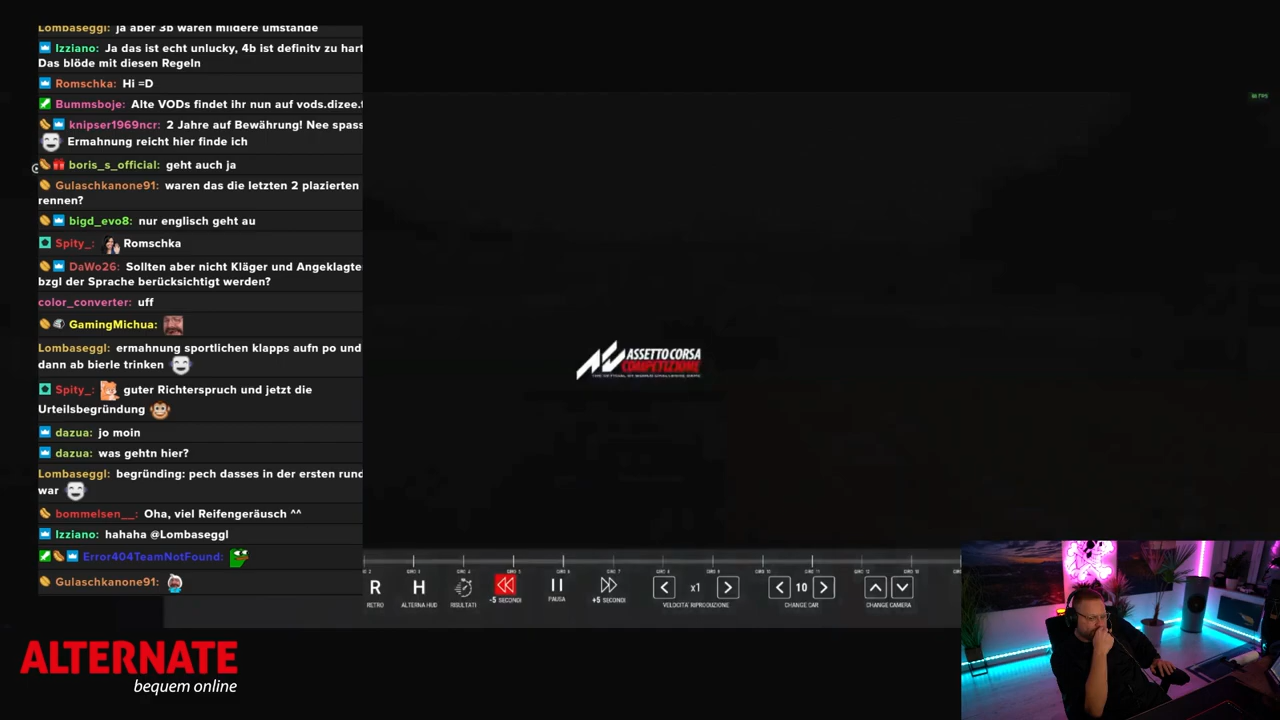 Lombaseggl: ja aber 3b waren mildere umstände
Izziano: Ja das ist echt unlucky, 4b ist definitv zu hart
Das blöde mit diesen Regeln
Romschka: Hi =D
Bummsboje: Alte VODs findet ihr nun auf vods.dizee.
knipser1969ncr: 2 Jahre auf Bewährung! Nee spass
Ermahnung reicht hier finde ich
boris_s_official: geht auch ja
Gulaschkanone91: waren das die letzten 2 plazierten
rennen?
bigd_evo8: nur englisch geht au
Spity_: Romschka
DaWo26: Sollten aber nicht Kläger und Angeklagte
bzgl der Sprache berücksichtigt werden?
color_converter: uff
GamingMichua:
Lombaseggl: ermahnung sportlichen klapps aufn po und
dann ab bierle trinken
Spity_: guter Richterspruch und jetzt die
Urteilsbegründung
dazua: jo moin
dazua: was gehtn hier?
Lombaseggl: begründing: pech dasses in der ersten rund
war
bommelsen__: Oha, viel Reifengeräusch ^^
Izziano: hahaha @Lombaseggl
Error404TeamNotFound:
Gulaschkanone91:
ASSETTO CORSA
COMPETIZIONE
R H x1 10
RETRO ALTERNA HUD RISULTATI -5 SECONDI PAUSA +5 SECONDI VELOCITA' RIPRODUZIONE CHANGE CAR CHANGE CAMERA
ALTERNATE
bequem online